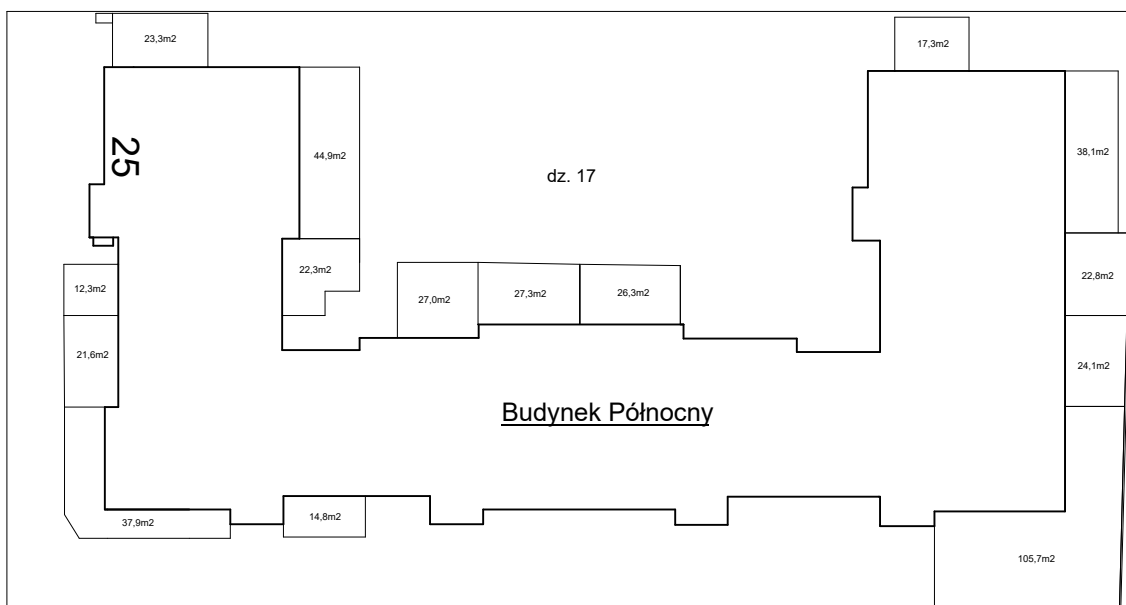 23,3m2
17,3m2
25
44,9m2
38,1m2
dz. 17
22,3m2
22,8m2
12,3m2
27,0m2
27,3m2
26,3m2
21,6m2
24,1m2
Budynek Północny
37,9m2
14,8m2
105,7m2